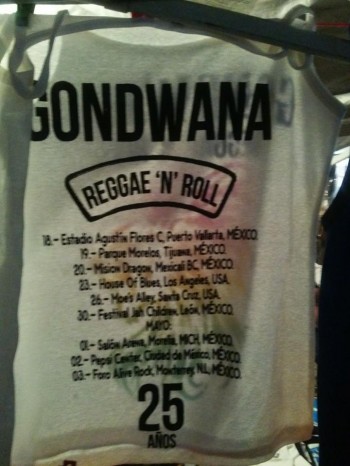 GONDWANA
REGGAE 'N' ROLL
18.- Estadio Agustín Flores C, Puerto Vallarta, MÉXICO.
19.- Parque Morelos, Tijuana, MÉXICO.
20.- Mision Dragon, Mexicali BC, MÉXICO.
23.- House Of Blues, Los Angeles, USA.
26.- Moe's Alley, Santa Cruz, USA.
30.- Festival Jah Children, León, MÉXICO.
MAYO:
01.- Salón Arena, Morelia, MICH, MÉXICO.
02.- Pepsi Center, Ciudad de México, MÉXICO.
03.- Foro Alive Rock, Monterrey, N.L, MÉXICO.
25
AÑOS